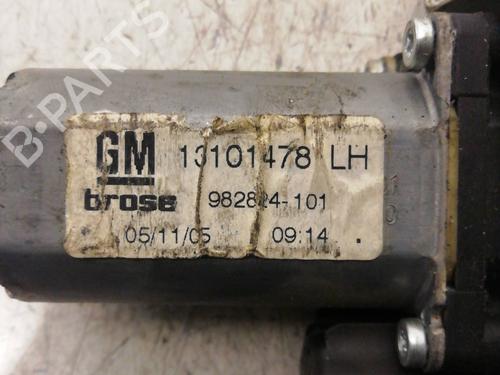 B-PARTS
GM 13101478 LH
brose 982824-101
05/11/05 09:14 .